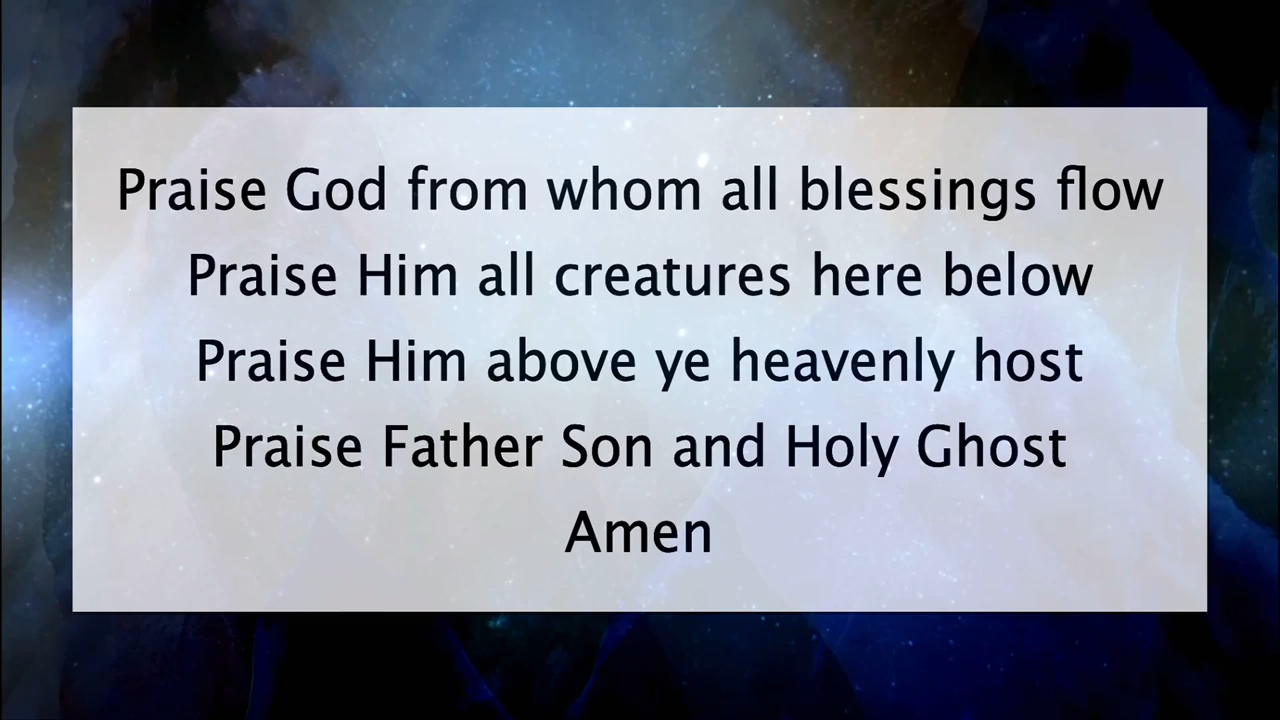 Praise God from whom all blessings flow
Praise Him all creatures here below
Praise Him above ye heavenly host
Praise Father Son and Holy Ghost
Amen